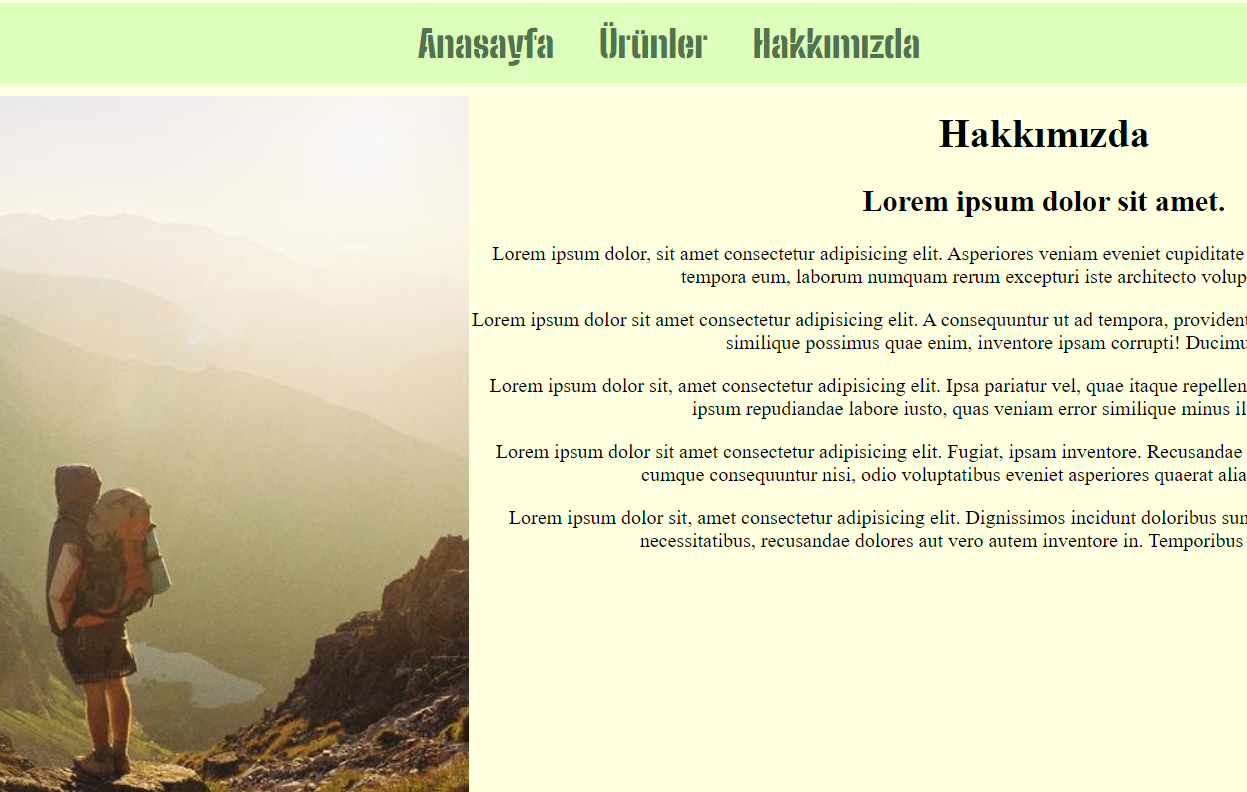 Anasayfa Ürünler Hakkımızda
Hakkımızda
Lorem ipsum dolor sit amet.
Lorem ipsum dolor, sit amet consectetur adipisicing elit. Asperiores veniam eveniet cupiditate
tempora eum, laborum numquam rerum excepturi iste architecto volup
Lorem ipsum dolor sit amet consectetur adipisicing elit. A consequuntur ut ad tempora, provident
similique possimus quae enim, inventore ipsam corrupti! Ducimu
Lorem ipsum dolor sit, amet consectetur adipisicing elit. Ipsa pariatur vel, quae itaque repellen
ipsum repudiandae labore iusto, quas veniam error similique minus il
Lorem ipsum dolor sit amet consectetur adipisicing elit. Fugiat, ipsam inventore. Recusandae
cumque consequuntur nisi, odio voluptatibus eveniet asperiores quaerat alia
Lorem ipsum dolor sit, amet consectetur adipisicing elit. Dignissimos incidunt doloribus sun
necessitatibus, recusandae dolores aut vero autem inventore in. Temporibus